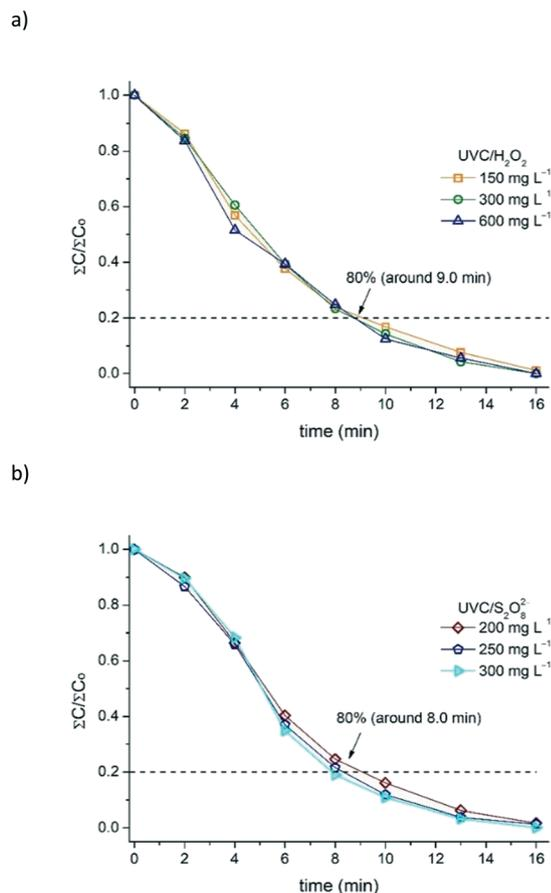 a)
1.0
0.8
0.6
0.4
0.2
0.0
ΣC/ΣC₀
UVC/H₂O₂
150 mg L⁻¹
300 mg L ¹
600 mg L⁻¹
80% (around 9.0 min)
0 2 4 6 8 10 12 14 16
time (min)
b)
1.0
0.8
0.6
0.4
0.2
0.0
ΣC/ΣC₀
UVC/S₂O₈²⁻
200 mg L ¹
250 mg L⁻¹
300 mg L⁻¹
80% (around 8.0 min)
0 2 4 6 8 10 12 14 16
time (min)